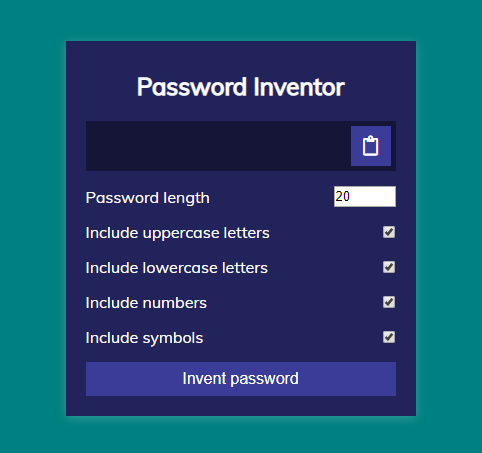 Password Inventor
Password length 20
Include uppercase letters
Include lowercase letters
Include numbers
Include symbols
Invent password